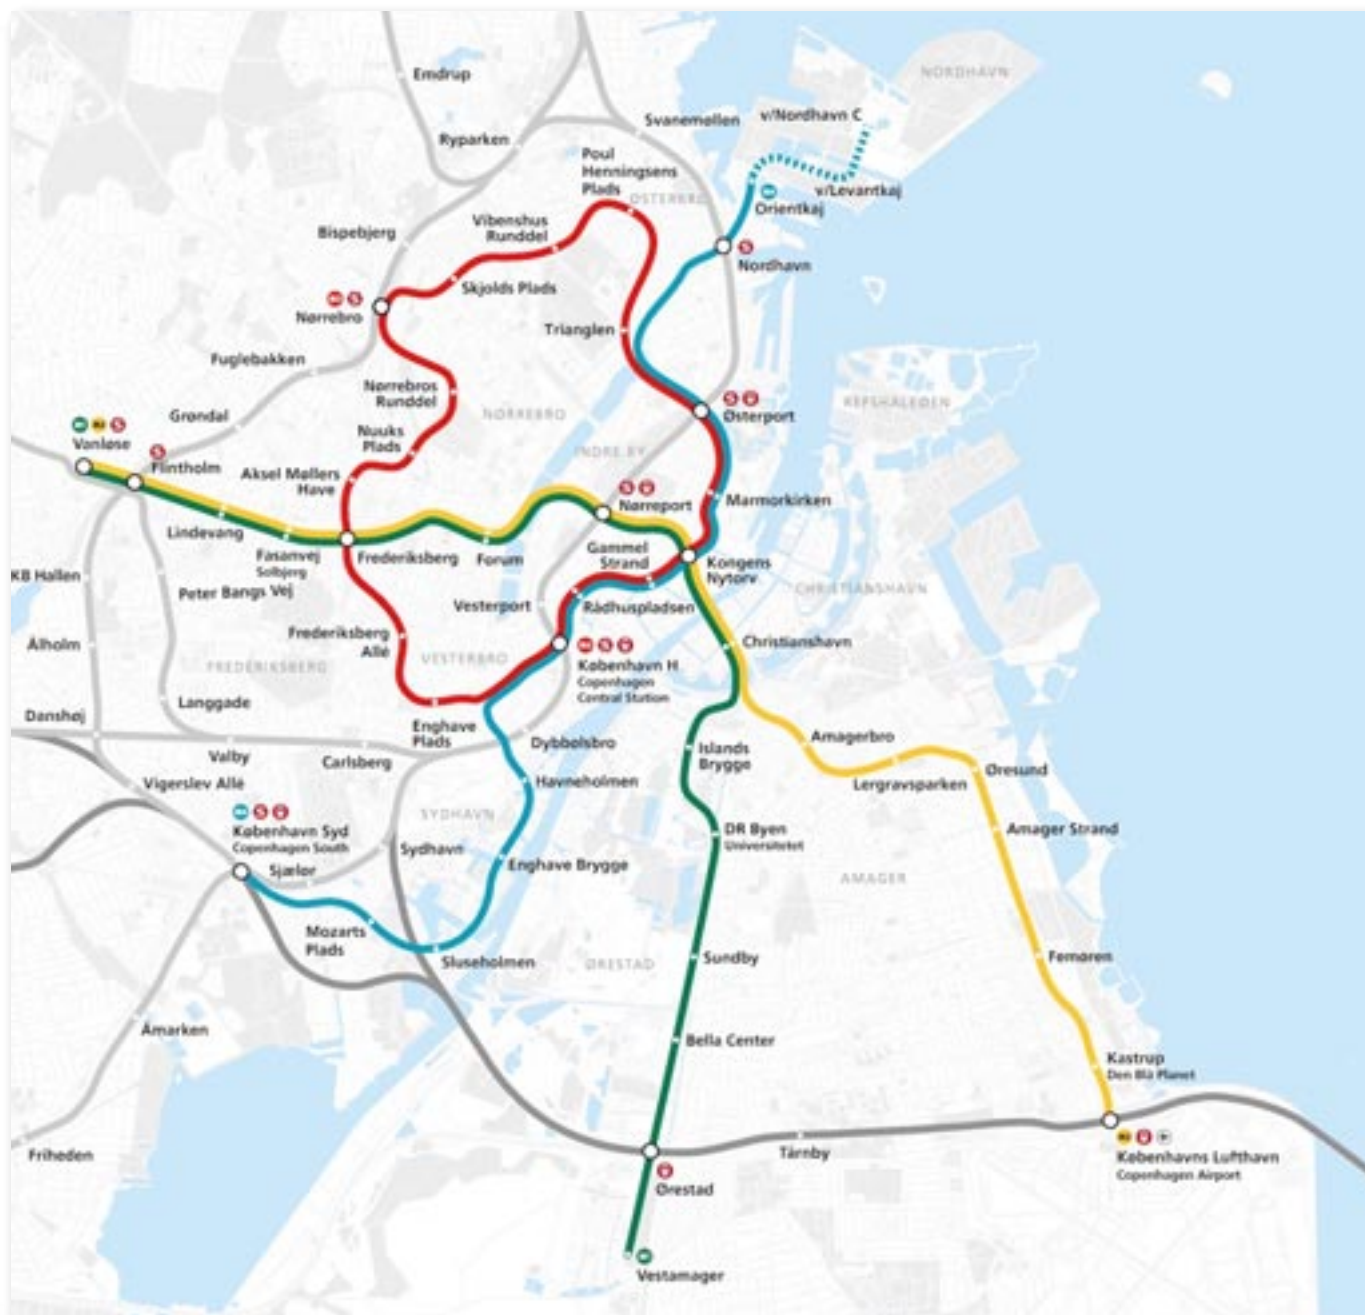 Emdrup
NORDHAVN
Svanemøllen
v/Nordhavn C
Ryparken
Poul
Henningsens
Plads
ØSTERBRO
v/Levantkaj
Orientkaj
Vibenshus
Runddel
Bispebjerg
Nordhavn
Skjolds Plads
Nørrebro
Trianglen
Fuglebakken
Nørrebros
Runddel
NØRREBRO
REFSHALEØEN
Østerport
Grøndal
Vanløse
Nuuks
Plads
INDRE BY
Flintholm
Aksel Møllers
Have
Nørreport
Marmorkirken
Lindevang
Fasanvej
Solbjerg
Frederiksberg
Forum
Gammel
Strand
Kongens
Nytorv
KB Hallen
Peter Bangs Vej
CHRISTIANSHAVN
Vesterport
Rådhuspladsen
Ålholm
Frederiksberg
Allé
Christianshavn
FREDERIKSBERG
VESTERBRO
København H
Copenhagen
Central Station
Langgade
Danshøj
Enghave
Plads
Dybbølsbro
Amagerbro
Islands
Brygge
Valby
Carlsberg
Øresund
Vigerslev Allé
Havneholmen
Lergravsparken
SYDHAVN
København Syd
Copenhagen South
Sydhavn
DR Byen
Universitetet
Amager Strand
Sjælør
Enghave Brygge
AMAGER
Mozarts
Plads
Sluseholmen
ØRESTAD
Sundby
Femøren
Åmarken
Bella Center
Kastrup
Den Blå Planet
Friheden
Tårnby
Københavns Lufthavn
Copenhagen Airport
Ørestad
Vestamager